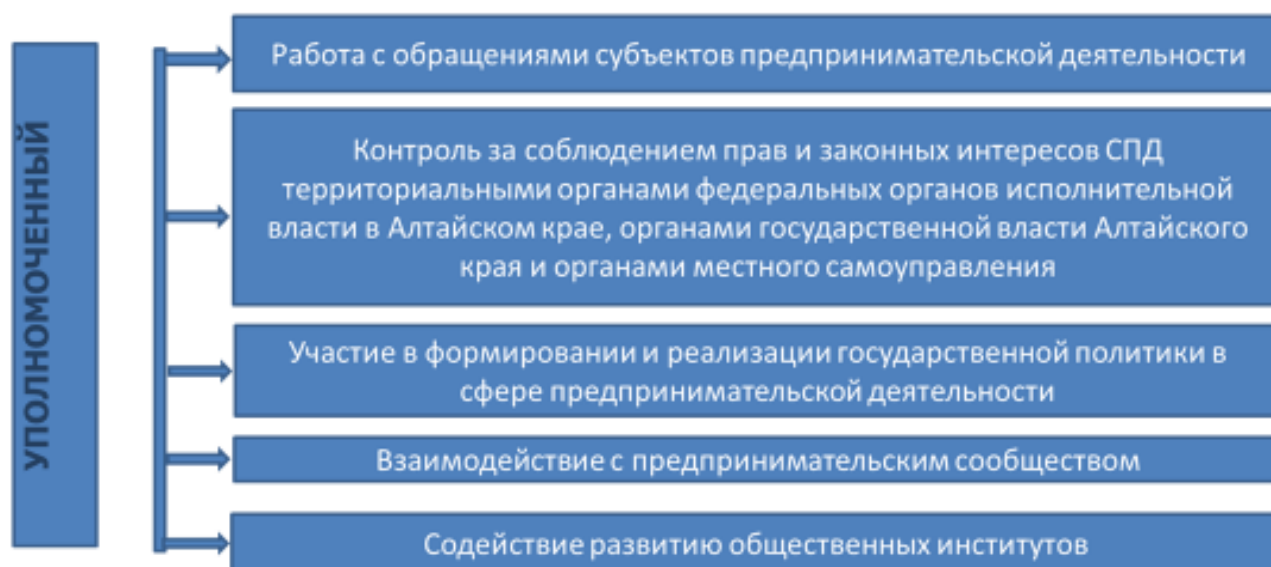 УПОЛНОМОЧЕННЫЙ
Работа с обращениями субъектов предпринимательской деятельности
Контроль за соблюдением прав и законных интересов СПД
территориальными органами федеральных органов исполнительной
власти в Алтайском крае, органами государственной власти Алтайского
края и органами местного самоуправления
Участие в формировании и реализации государственной политики в
сфере предпринимательской деятельности
Взаимодействие с предпринимательским сообществом
Содействие развитию общественных институтов